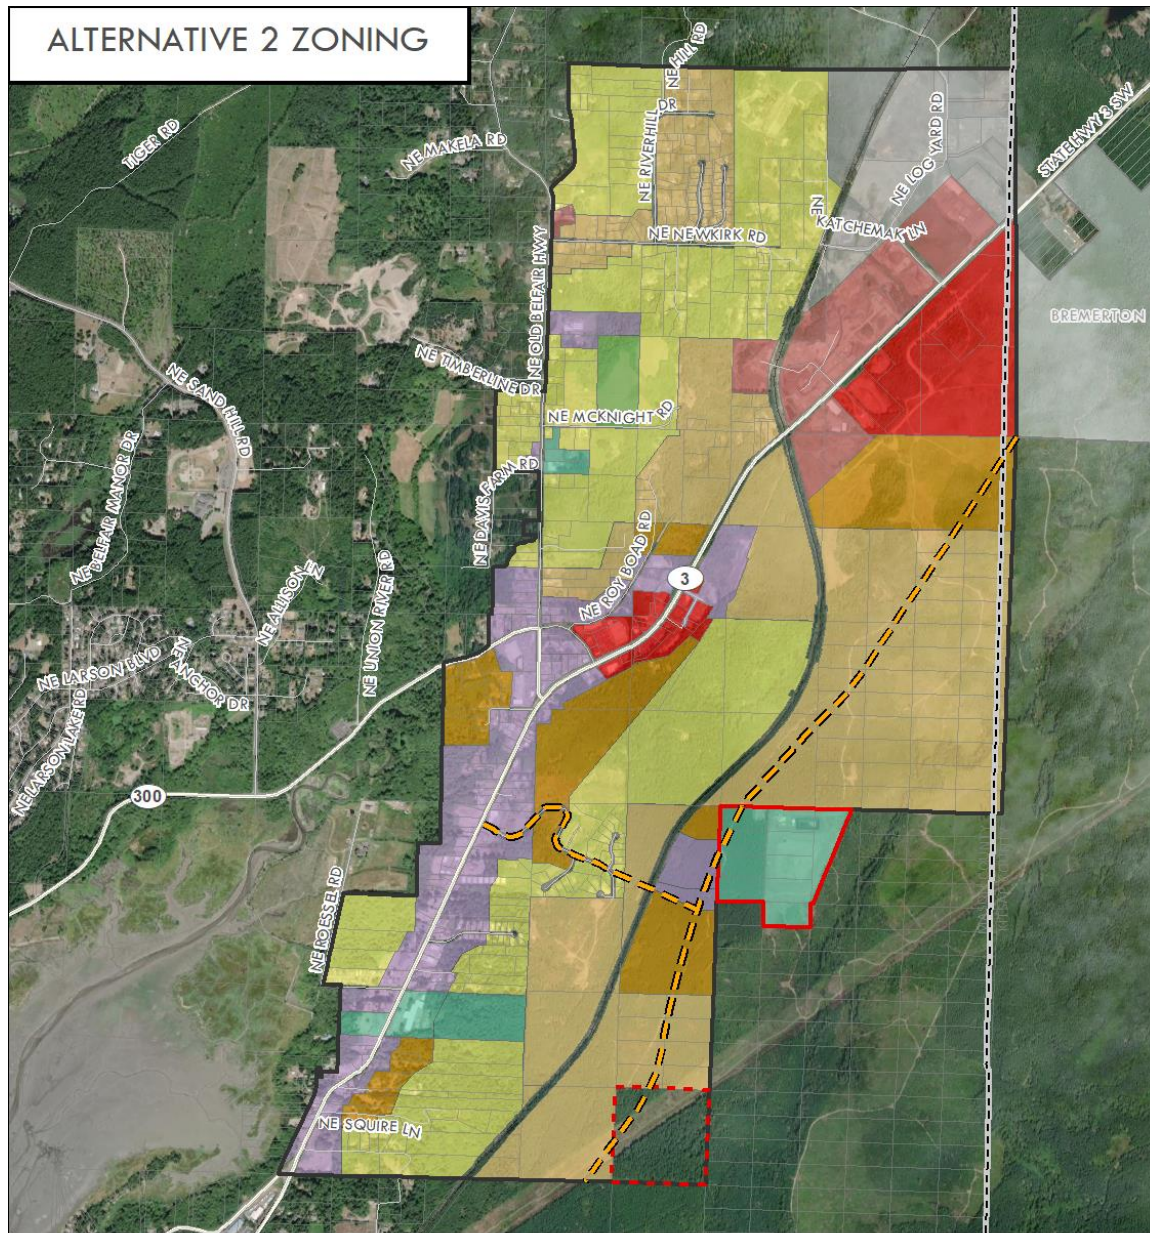 ALTERNATIVE 2 ZONING
NE HILL RD
TIGER RD
NE MAKELA RD
NE RIVERHILL DR
NE LOG YARD RD
STATE HWY 3 SW
NE KATCHEMAK LN
NE NEWKIRK RD
NE OLD BELFAIR HWY
BREMERTON
NE TIMBERLINE DR
NE SAND HILL RD
NE MCKNIGHT RD
NE BELFAIR MANOR DR
NE DAVIS FARM RD
NE ROY BOAD RD
3
NE ALLISON LN
NE UNION RIVER RD
NE LARSON BLVD
NE ANCHOR DR
NE LARSON LAKE RD
300
NE ROESSEL RD
NE SQUIRE LN